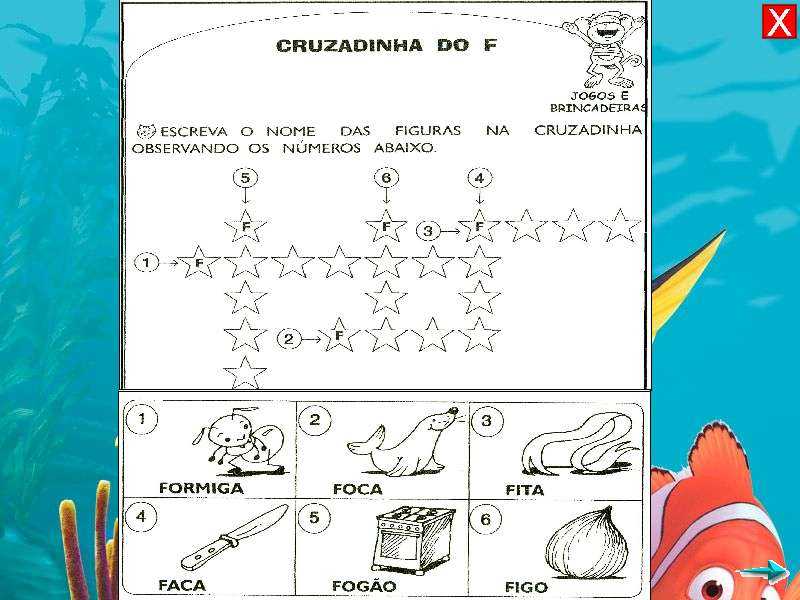 X
CRUZADINHA DO F
JOGOS E
BRINCADEIRAS
ESCREVA O NOME DAS FIGURAS NA CRUZADINHA
OBSERVANDO OS NÚMEROS ABAIXO.
5 6 4
F F 3 F
1 F
2 F
1 2 3
FORMIGA FOCA FITA
4 5 6
FACA FOGÃO FIGO